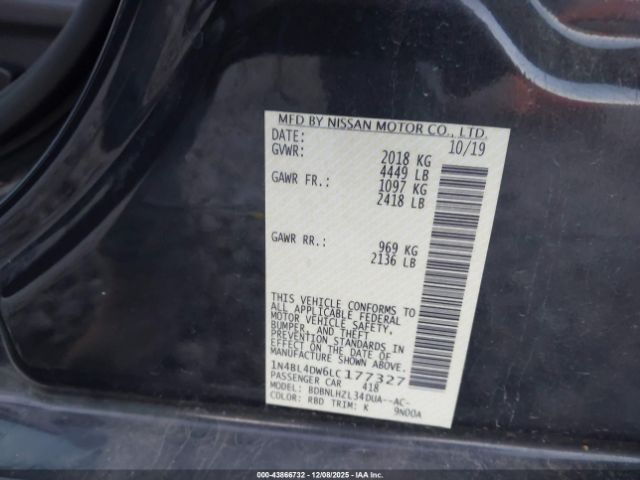 MFD BY NISSAN MOTOR CO., LTD.
DATE: 10/19
GVWR: 2018 KG
4449 LB
GAWR FR.: 1097 KG
2418 LB
GAWR RR.: 969 KG
2136 LB
THIS VEHICLE CONFORMS TO
ALL APPLICABLE FEDERAL
MOTOR VEHICLE SAFETY,
BUMPER, AND THEFT
PREVENTION STANDARDS IN
EFFECT ON THE DATE OF
MANUFACTURE SHOWN ABOVE.
1N4BL4DW6LC177327
PASSENGER CAR 418
MODEL: BDBNLHZL34DUA--AC-
COLOR: RBD TRIM: K 9N00A
© IAA 000-43866732 | 12/08/2025 | IAAI.COM